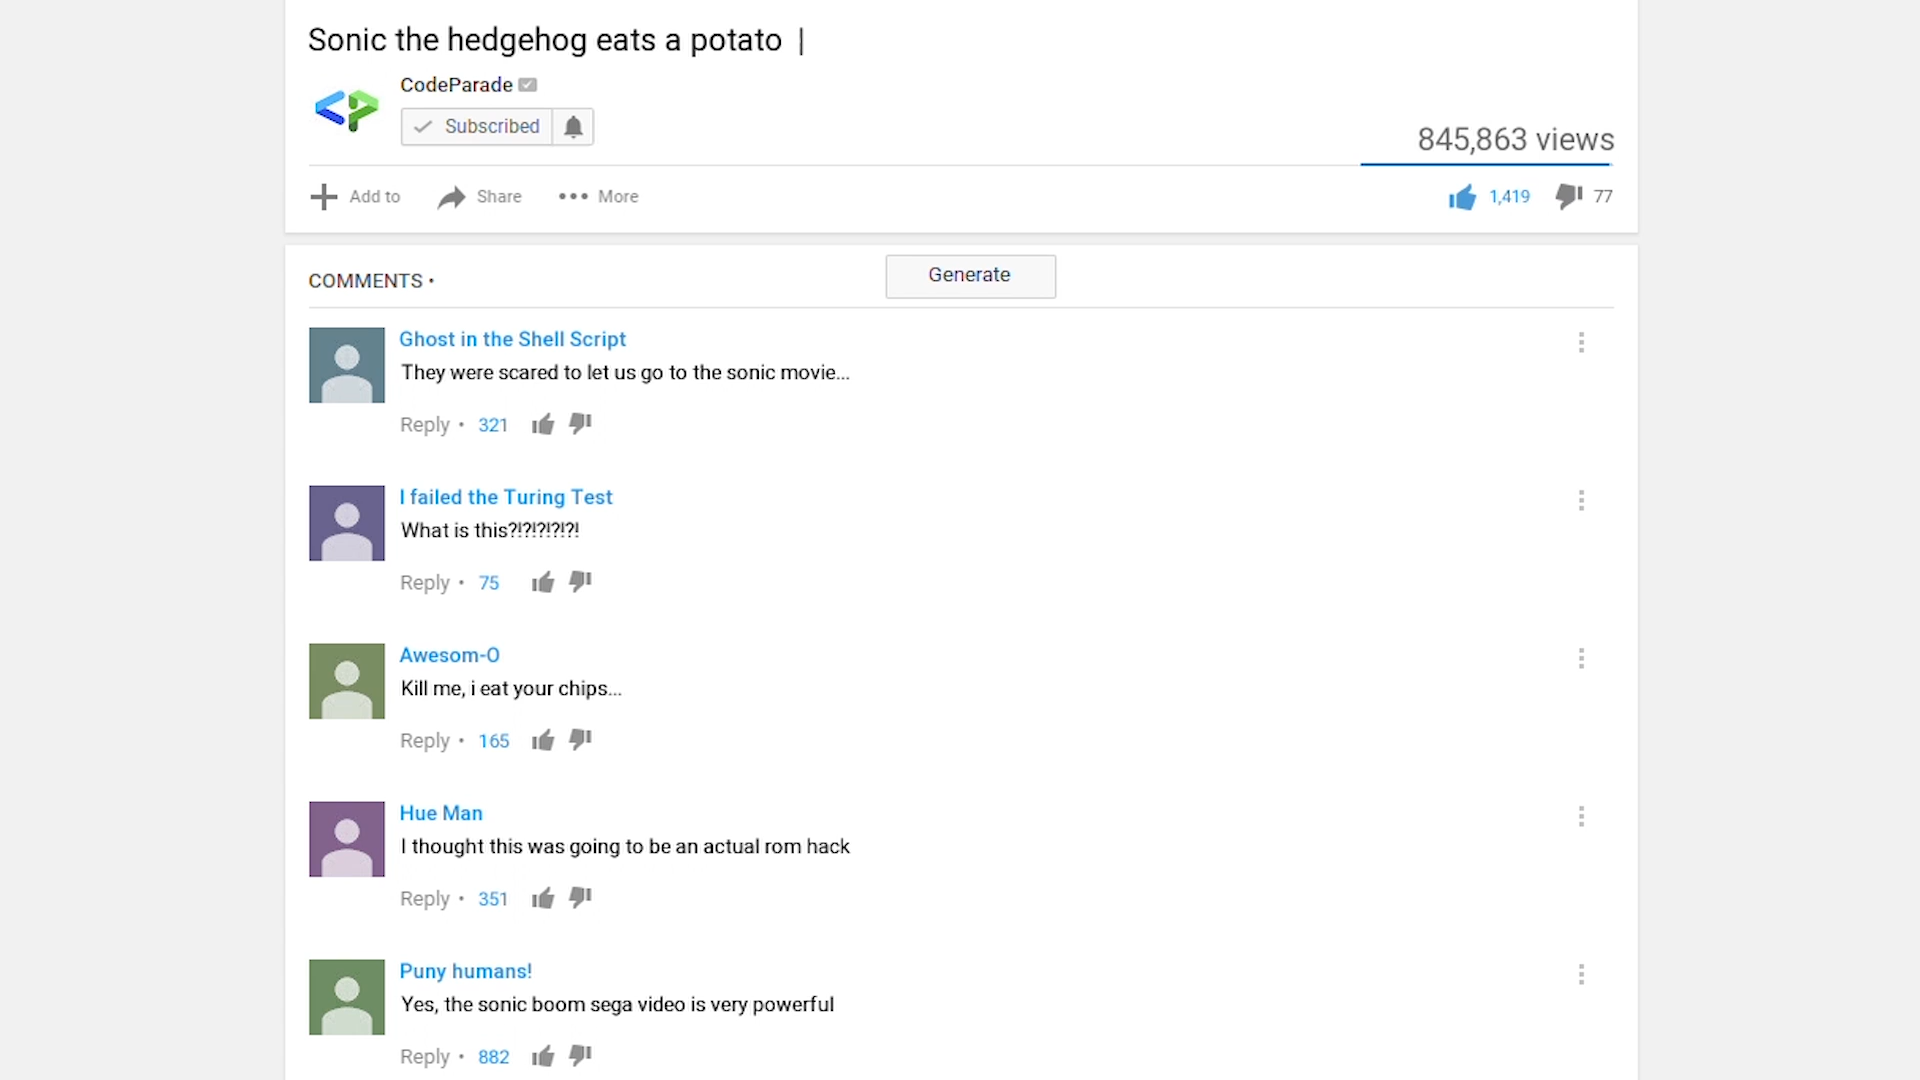 Sonic the hedgehog eats a potato |
CodeParade
Subscribed
845,863 views
Add to Share More 1,419 77
COMMENTS •
Generate
Ghost in the Shell Script
They were scared to let us go to the sonic movie...
Reply • 321
I failed the Turing Test
What is this?!?!?!?!?!
Reply • 75
Awesom-O
Kill me, i eat your chips...
Reply • 165
Hue Man
I thought this was going to be an actual rom hack
Reply • 351
Puny humans!
Yes, the sonic boom sega video is very powerful
Reply • 882